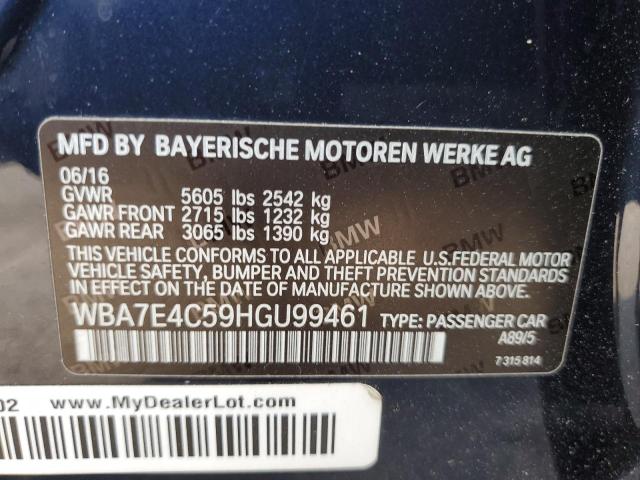 MFD BY BAYERISCHE MOTOREN WERKE AG
06/16
GVWR 5605 lbs 2542 kg
GAWR FRONT 2715 lbs 1232 kg
GAWR REAR 3065 lbs 1390 kg
THIS VEHICLE CONFORMS TO ALL APPLICABLE U.S.FEDERAL MOTOR
VEHICLE SAFETY, BUMPER AND THEFT PREVENTION STANDARDS
IN EFFECT ON THE DATE OF MANUFACTURE SHOWN ABOVE.
WBA7E4C59HGU99461 TYPE: PASSENGER CAR
A89/5
7 315 814
02 www.MyDealerLot.com